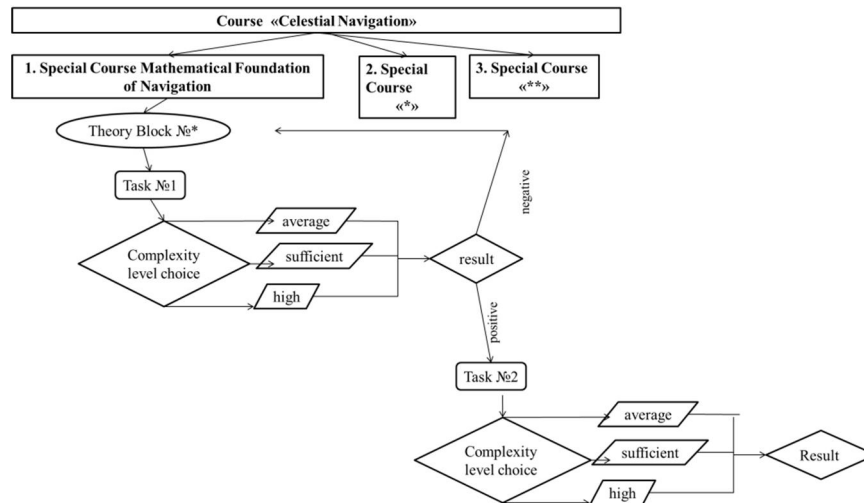 Course «Celestial Navigation»
1. Special Course Mathematical Foundation
of Navigation
2. Special
Course
«*»
3. Special Course
«**»
Theory Block №*
Task №1
Complexity
level choice
average
sufficient
high
result
negative
positive
Task №2
Complexity
level choice
average
sufficient
high
Result